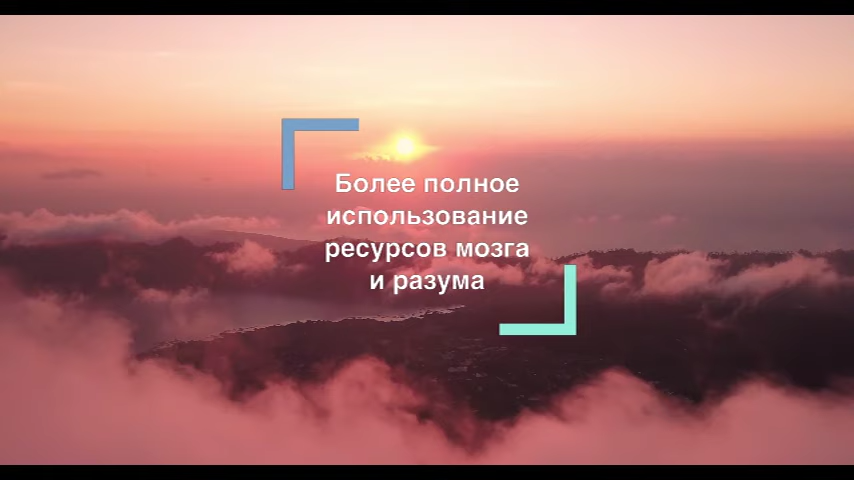 Более полное
использование
ресурсов мозга
и разума